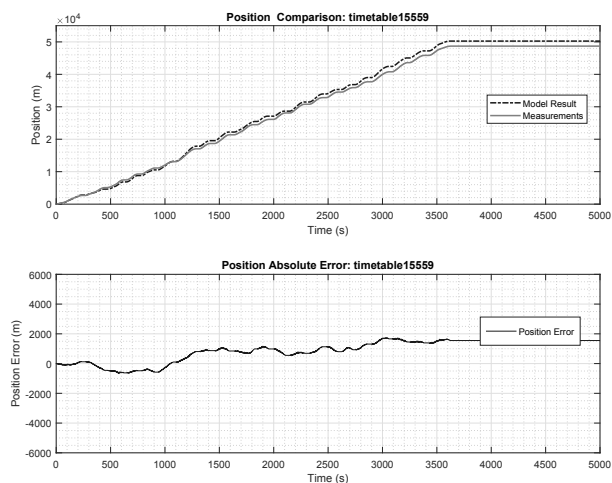 Position Comparison: timetable15559
×10⁴
5
4
3
2
1
0
Position (m)
Model Result
Measurements
0 500 1000 1500 2000 2500 3000 3500 4000 4500 5000
Time (s)
Position Absolute Error: timetable15559
6000
4000
2000
0
-2000
-4000
-6000
Position Error (m)
Position Error
0 500 1000 1500 2000 2500 3000 3500 4000 4500 5000
Time (s)